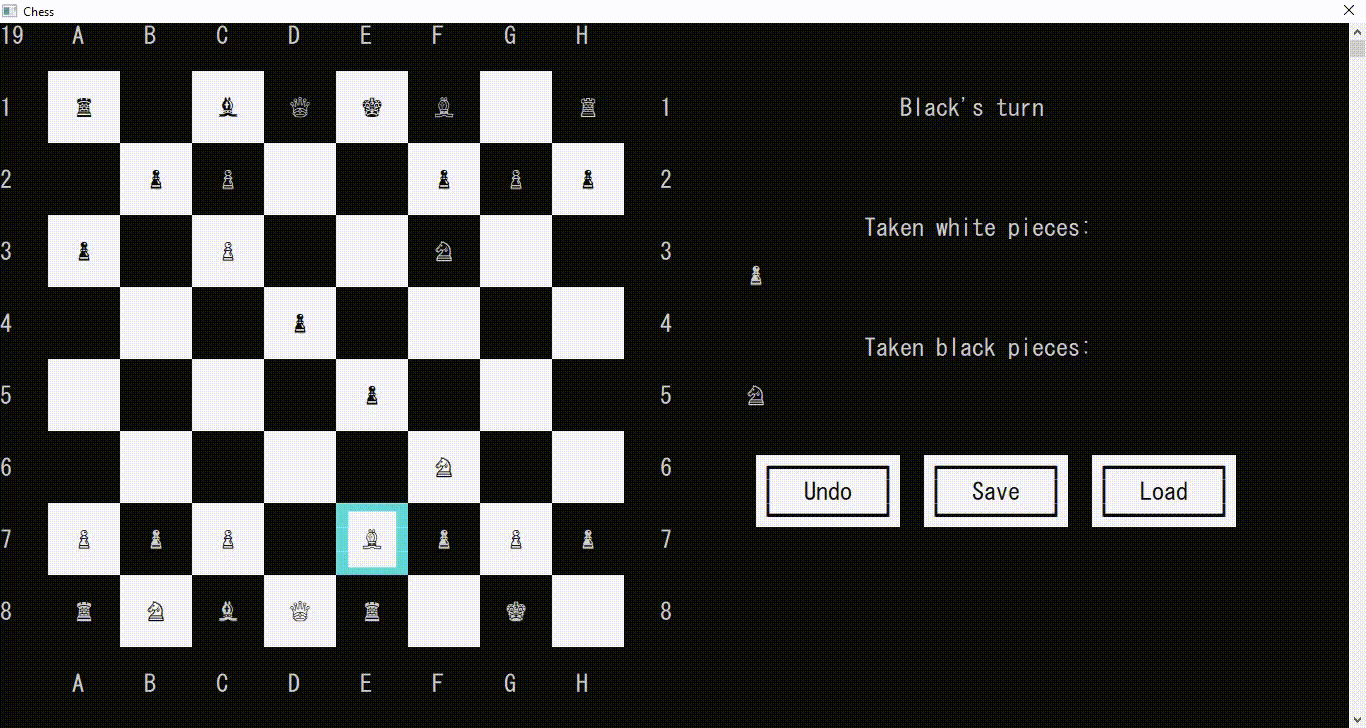 Chess
19 A B C D E F G H
1 1 Black's turn
2 2
Taken white pieces:
3 3
4 4
Taken black pieces:
5 5
6 6
Undo Save Load
7 7
8 8
A B C D E F G H